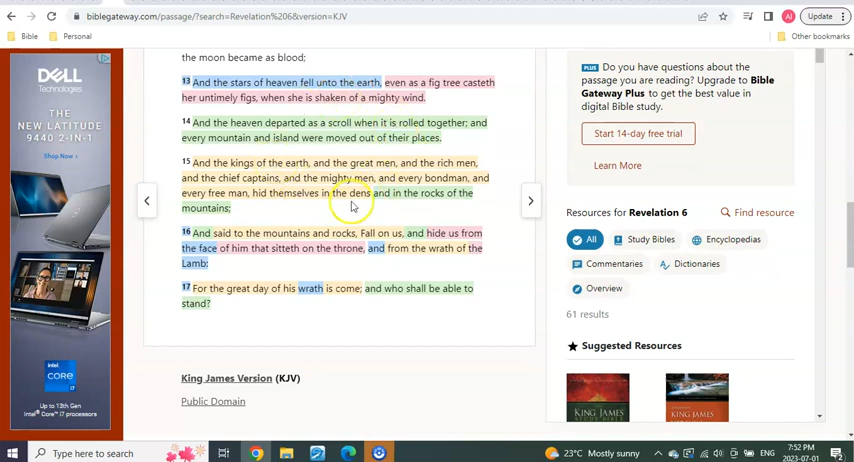 biblegateway.com/passage/?search=Revelation%206&version=KJV
AI
Update
Bible
Personal
Other bookmarks
the moon became as blood;
13 And the stars of heaven fell unto the earth, even as a fig tree casteth
her untimely figs, when she is shaken of a mighty wind.
14 And the heaven departed as a scroll when it is rolled together; and
every mountain and island were moved out of their places.
15 And the kings of the earth, and the great men, and the rich men,
and the chief captains, and the mighty men, and every bondman, and
every free man, hid themselves in the dens and in the rocks of the
mountains;
16 And said to the mountains and rocks, Fall on us, and hide us from
the face of him that sitteth on the throne, and from the wrath of the
Lamb:
17 For the great day of his wrath is come; and who shall be able to
stand?
King James Version (KJV)
Public Domain
DELL
Technologies
THE
NEW LATITUDE
9440 2-IN-1
Shop Now >
intel
CORE
i7
Up to 13th Gen
Intel® Core™ i7 processors
PLUS Do you have questions about the
passage you are reading? Upgrade to Bible
Gateway Plus to get the best value in
digital Bible study.
Start 14-day free trial
Learn More
Resources for Revelation 6
Find resource
All
Study Bibles
Encyclopedias
Commentaries
Dictionaries
Overview
61 results
Suggested Resources
KING JAMES
KING JAMES
Type here to search
23°C Mostly sunny
ENG
7:52 PM
2023-07-01
2